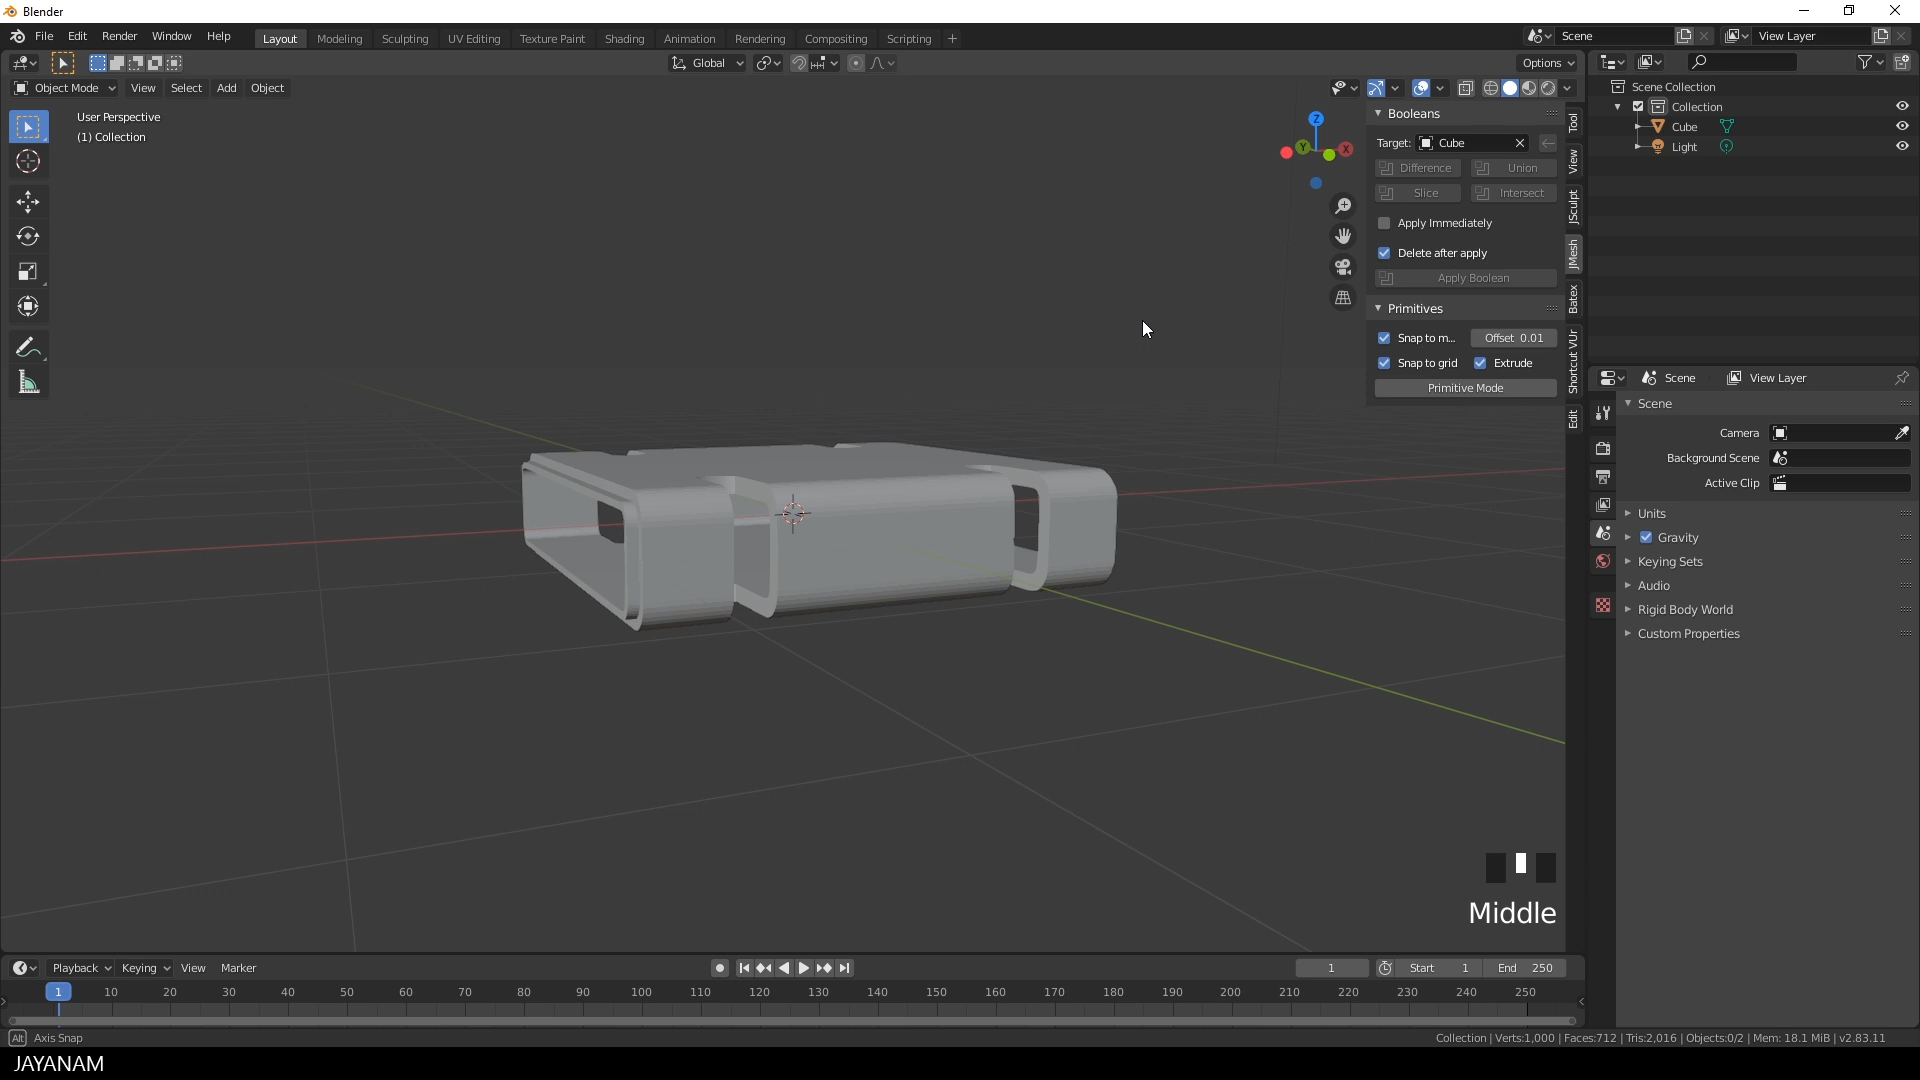 Blender
File Edit Render Window Help Layout Modeling Sculpting UV Editing Texture Paint Shading Animation Rendering Compositing Scripting + Scene View Layer
Global Options
Object Mode View Select Add Object
User Perspective
(1) Collection
Z
Y
X
Booleans
Target: Cube
Difference Union
Slice Intersect
Apply Immediately
Delete after apply
Apply Boolean
Primitives
Snap to m... Offset 0.01
Snap to grid Extrude
Primitive Mode
Tool
View
JSculpt
JMesh
Batex
Shortcut VUr
Edit
Scene Collection
Collection
Cube
Light
Scene View Layer
Scene
Camera
Background Scene
Active Clip
Units
Gravity
Keying Sets
Audio
Rigid Body World
Custom Properties
Middle
Playback Keying View Marker 1 Start 1 End 250
1 10 20 30 40 50 60 70 80 90 100 110 120 130 140 150 160 170 180 190 200 210 220 230 240 250
Alt Axis Snap
Collection | Verts:1,000 | Faces:712 | Tris:2,016 | Objects:0/2 | Mem: 18.1 MiB | v2.83.11
JAYANAM